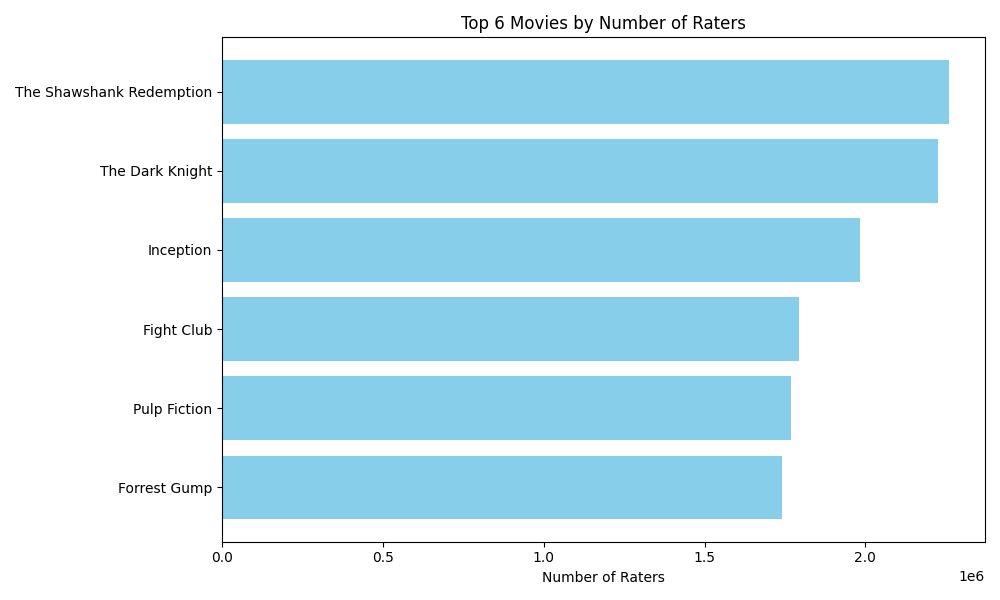 Top 6 Movies by Number of Raters
The Shawshank Redemption
The Dark Knight
Inception
Fight Club
Pulp Fiction
Forrest Gump
0.0 0.5 1.0 1.5 2.0
1e6
Number of Raters